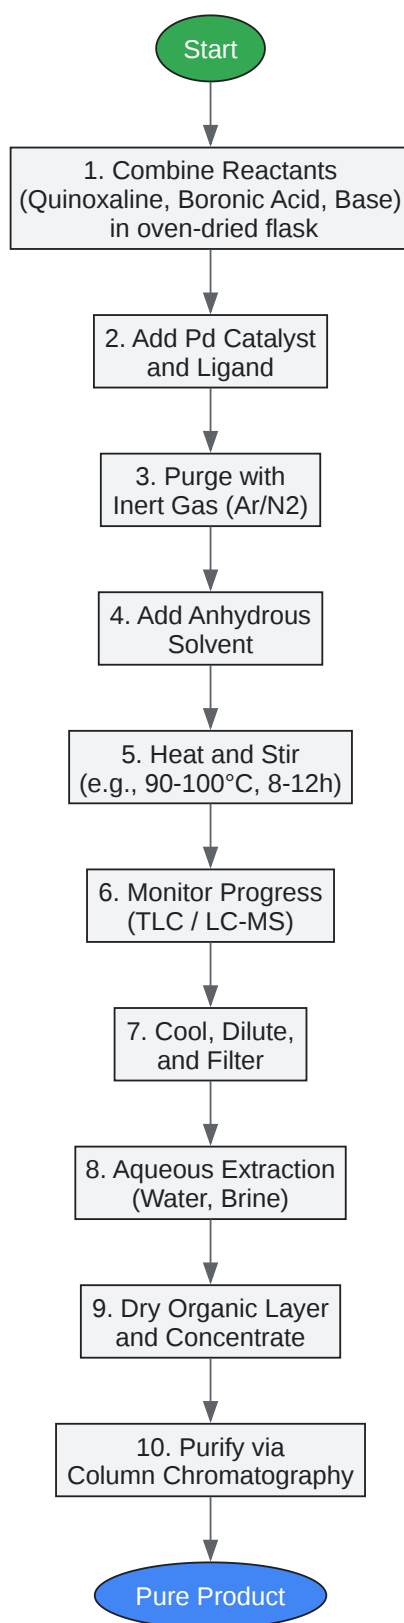 Start
1. Combine Reactants
(Quinoxaline, Boronic Acid, Base)
in oven-dried flask
2. Add Pd Catalyst
and Ligand
3. Purge with
Inert Gas (Ar/N2)
4. Add Anhydrous
Solvent
5. Heat and Stir
(e.g., 90-100°C, 8-12h)
6. Monitor Progress
(TLC / LC-MS)
7. Cool, Dilute,
and Filter
8. Aqueous Extraction
(Water, Brine)
9. Dry Organic Layer
and Concentrate
10. Purify via
Column Chromatography
Pure Product